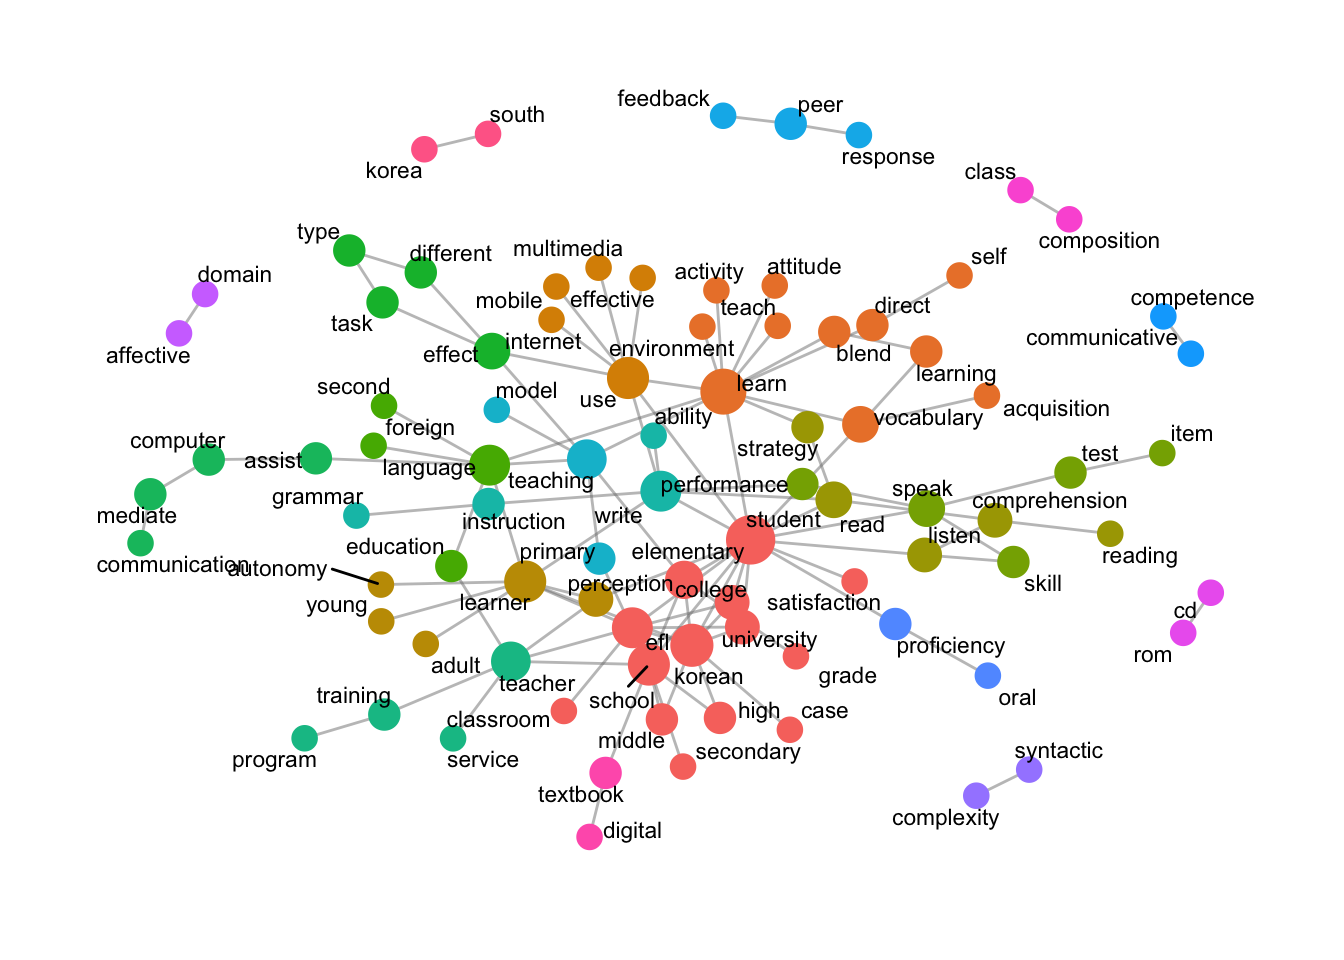 feedback
peer
south
response
korea
class
composition
type
different
multimedia
activity
attitude
self
domain
competence
mobile
effective
teach
direct
task
communicative
internet
environment
effect
blend
affective
learning
second
model
use
learn
ability
vocabulary
acquisition
foreign
computer
item
assist
language
strategy
test
teaching
performance
speak
grammar
comprehension
mediate
instruction
write
student
read
listen
education
primary
elementary
reading
communication
autonomy
perception
college
skill
young
learner
satisfaction
cd
efl
university
proficiency
rom
adult
teacher
korean
grade
training
school
oral
classroom
high
case
middle
program
service
secondary
syntactic
textbook
complexity
digital